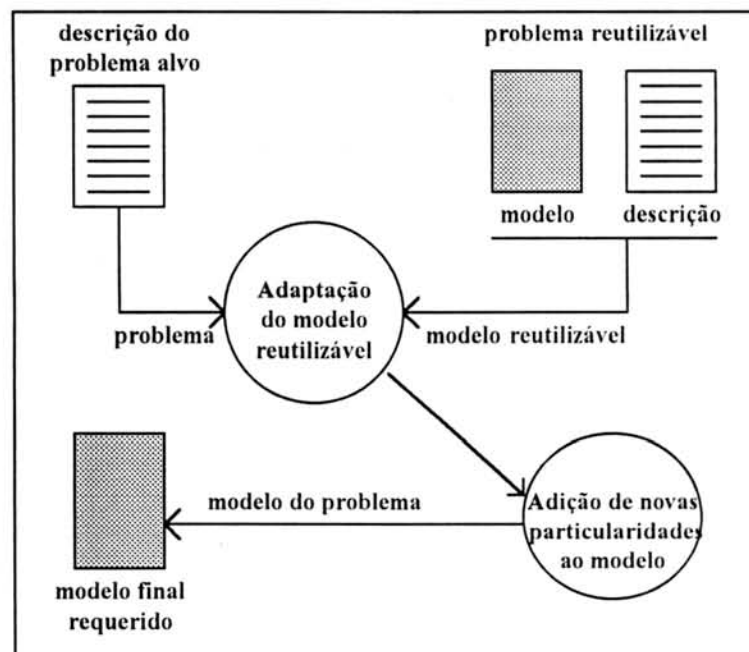 descrição do
problema alvo
problema reutilizável
modelo
descrição
Adaptação
do modelo
reutilizável
problema
modelo reutilizável
modelo do problema
Adição de novas
particularidades
ao modelo
modelo final
requerido